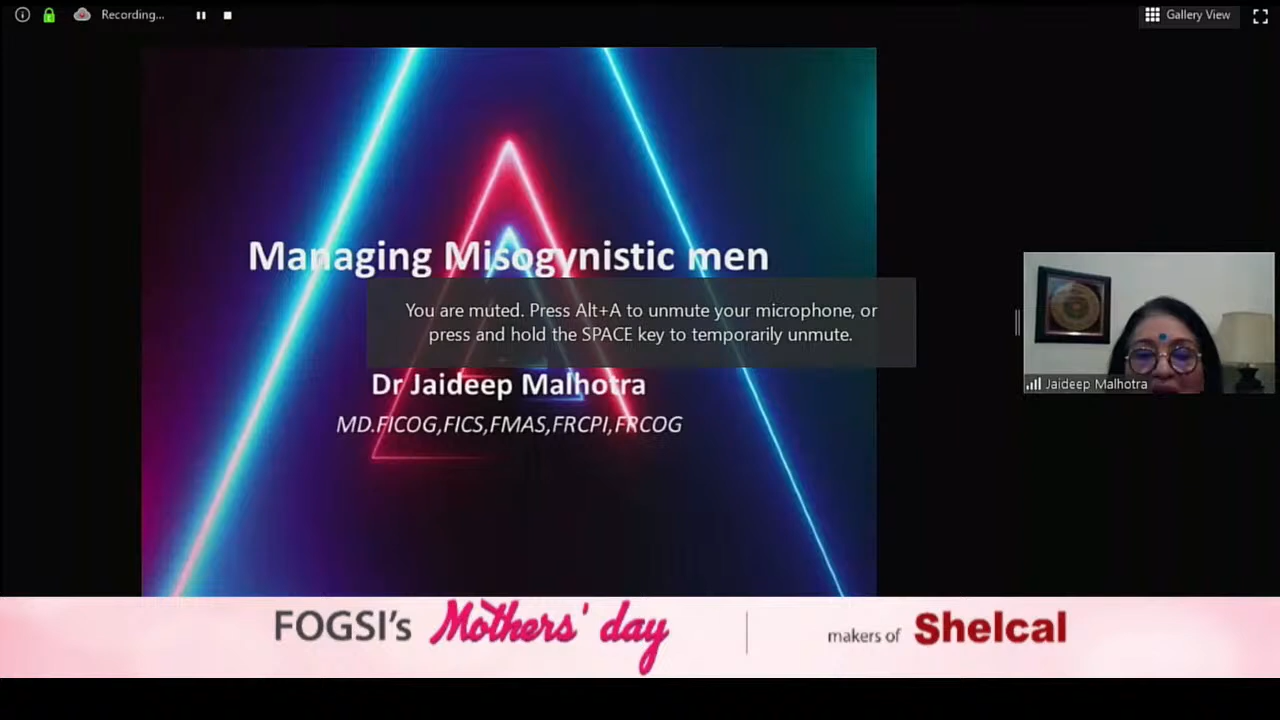 Recording...
Gallery View
Managing Misogynistic men
You are muted. Press Alt+A to unmute your microphone, or
press and hold the SPACE key to temporarily unmute.
Dr Jaideep Malhotra
MD.FICOG,FICS,FMAS,FRCPI,FRCOG
Jaideep Malhotra
FOGSI's Mothers' day
makers of Shelcal